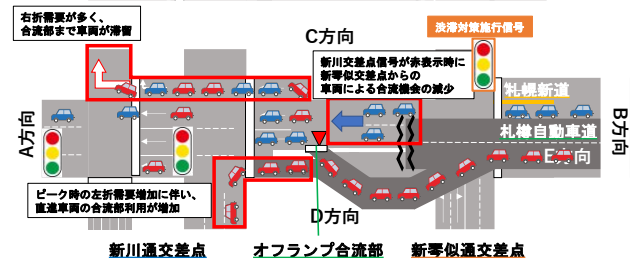 右折需要が多く、
合流部まで車両が滞留
C方向
渋滞対策施行信号
新川交差点信号が赤表示時に
新琴似交差点からの
車両による合流機会の減少
札幌新道
札樽自動車道
A方向
B方向
E方向
ピーク時の左折需要増加に伴い、
直進車両の合流部利用が増加
D方向
新川通交差点
オフランプ合流部
新琴似通交差点